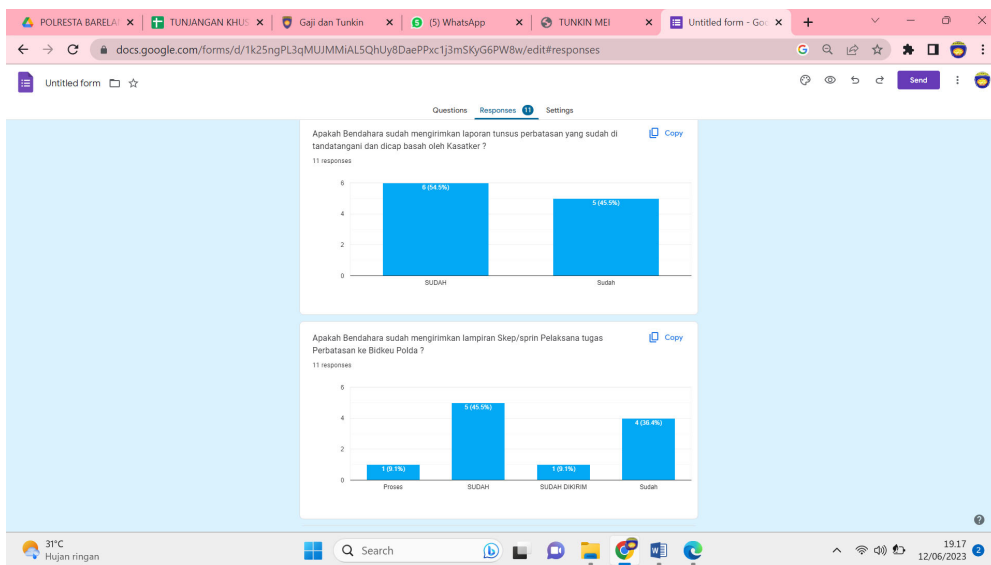 POLRESTA BARELA
TUNJANGAN KHUS
Gaji dan Tunkin
(5) WhatsApp
TUNKIN MEI
Untitled form - Goo
docs.google.com/forms/d/1k25ngPL3qMUJMMiAL5QhUy8DaePPxc1j3mSKyG6PW8w/edit#responses
Untitled form
Send
Questions Responses 11 Settings
Apakah Bendahara sudah mengirimkan laporan tunsus perbatasan yang sudah di
tandatangani dan dicap basah oleh Kasatker ?
Copy
11 responses
6
4
2
0
6 (54.5%)
5 (45.5%)
SUDAH
Sudah
Apakah Bendahara sudah mengirimkan lampiran Skep/sprin Pelaksana tugas
Perbatasan ke Bidkeu Polda ?
Copy
11 responses
6
4
2
0
1 (9.1%)
5 (45.5%)
1 (9.1%)
4 (36.4%)
Proses
SUDAH
SUDAH DIKIRIM
Sudah
31°C
Hujan ringan
Search
19.17
12/06/2023
2